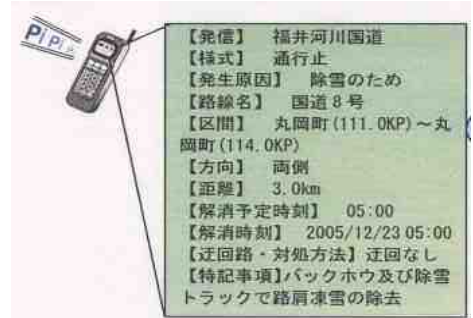 Pi Pi Pi
【発信】 福井河川国道
【様式】 通行止
【発生原因】 除雪のため
【路線名】 国道8号
【区間】 丸岡町(111.0KP)～丸
岡町(114.0KP)
【方向】 両側
【距離】 3.0km
【解消予定時刻】 05:00
【解消時刻】 2005/12/23 05:00
【迂回路・対処方法】迂回なし
【特記事項】バックホウ及び除雪
トラックで路肩凍雪の除去